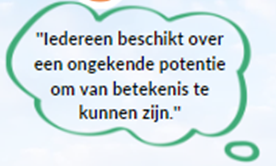 "Iedereen beschikt over
een ongekende potentie
om van betekenis te
kunnen zijn."